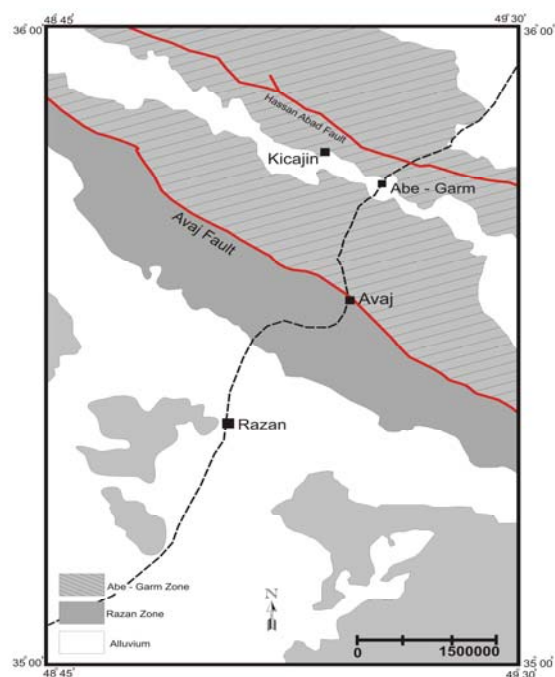 48 45
49 30
36 00
36 00
Hassan Abad Fault
Kicajin
Abe - Garm
Avaj Fault
Avaj
Razan
Abe - Garm Zone
Razan Zone
Alluvium
N
0
1500000
35 00
35 00
48 45
49 30